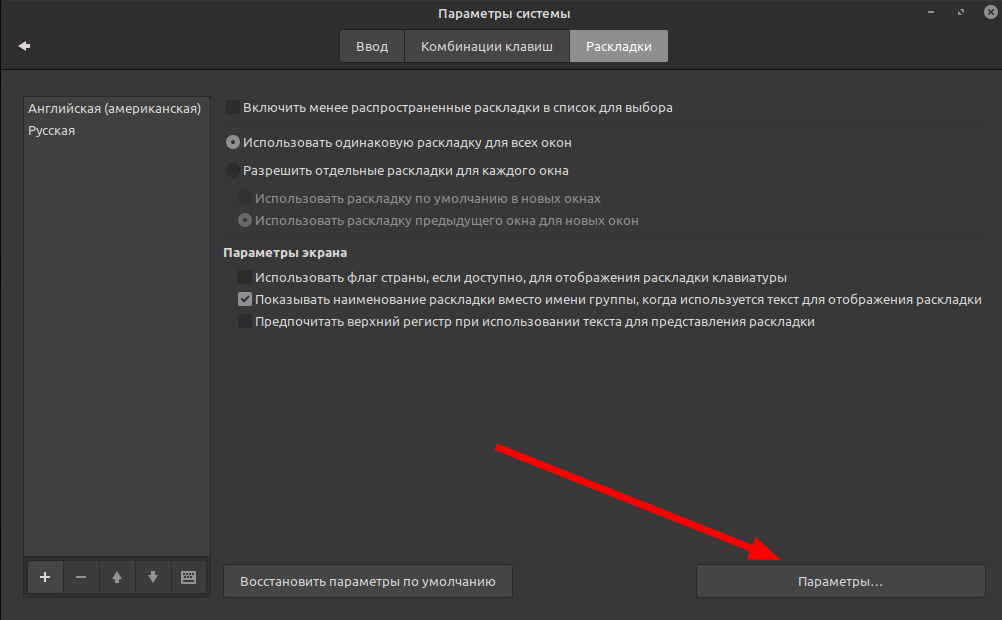 Параметры системы
Ввод
Комбинации клавиш
Раскладки
Английская (американская)
Русская
Включить менее распространенные раскладки в список для выбора
Использовать одинаковую раскладку для всех окон
Разрешить отдельные раскладки для каждого окна
Использовать раскладку по умолчанию в новых окнах
Использовать раскладку предыдущего окна для новых окон
Параметры экрана
Использовать флаг страны, если доступно, для отображения раскладки клавиатуры
Показывать наименование раскладки вместо имени группы, когда используется текст для отображения раскладки
Предпочитать верхний регистр при использовании текста для представления раскладки
Восстановить параметры по умолчанию
Параметры...